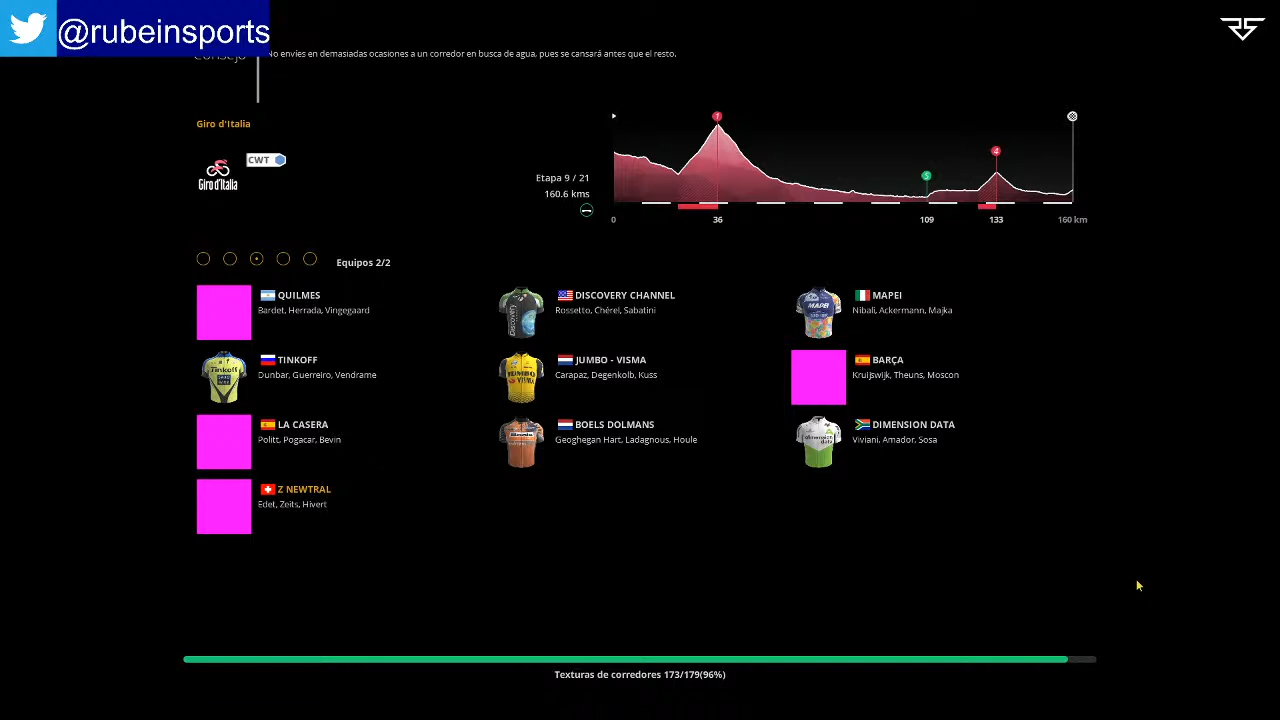 @rubeinsports
Consejo
No envíes en demasiadas ocasiones a un corredor en busca de agua, pues se cansará antes que el resto.
Giro d'Italia
CWT
Giro d'Italia
Etapa 9 / 21
160.6 kms
1
4
S
0
36
109
133
160 km
Equipos 2/2
QUILMES
Bardet, Herrada, Vingegaard
DISCOVERY CHANNEL
Rossetto, Chérel, Sabatini
MAPEI
Nibali, Ackermann, Majka
TINKOFF
Dunbar, Guerreiro, Vendrame
JUMBO - VISMA
Carapaz, Degenkolb, Kuss
BARÇA
Kruijswijk, Theuns, Moscon
LA CASERA
Politt, Pogacar, Bevin
BOELS DOLMANS
Geoghegan Hart, Ladagnous, Houle
DIMENSION DATA
Viviani, Amador, Sosa
Z NEWTRAL
Edet, Zeits, Hivert
Texturas de corredores 173/179(96%)